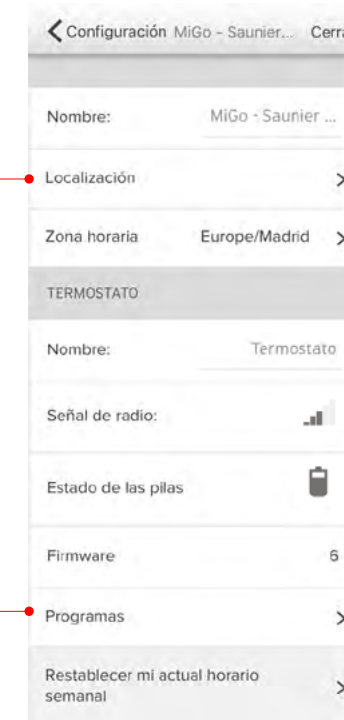 Configuración MiGo - Saunier... Cerra
Nombre: MiGo - Saunier ...
Localización
Zona horaria Europe/Madrid
TERMOSTATO
Nombre: Termostato
Señal de radio:
Estado de las pilas
Firmware 6
Programas
Restablecer mi actual horario
semanal